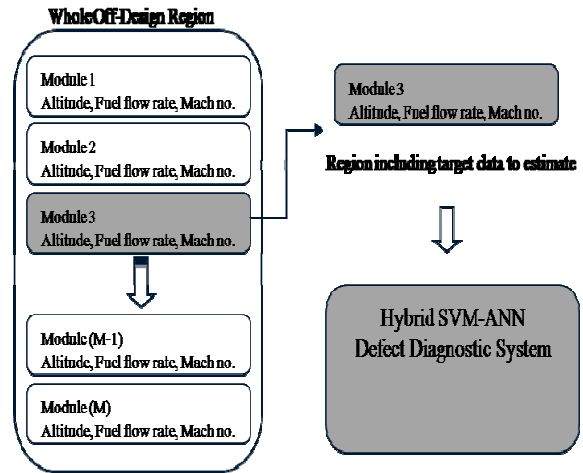 Whole Off-Design Region
Module 1
Altitude, Fuel flow rate, Mach no.
Module 2
Altitude, Fuel flow rate, Mach no.
Module 3
Altitude, Fuel flow rate, Mach no.
Module (M-1)
Altitude, Fuel flow rate, Mach no.
Module (M)
Altitude, Fuel flow rate, Mach no.
Module 3
Altitude, Fuel flow rate, Mach no.
Region including target data to estimate
Hybrid SVM-ANN
Defect Diagnostic System